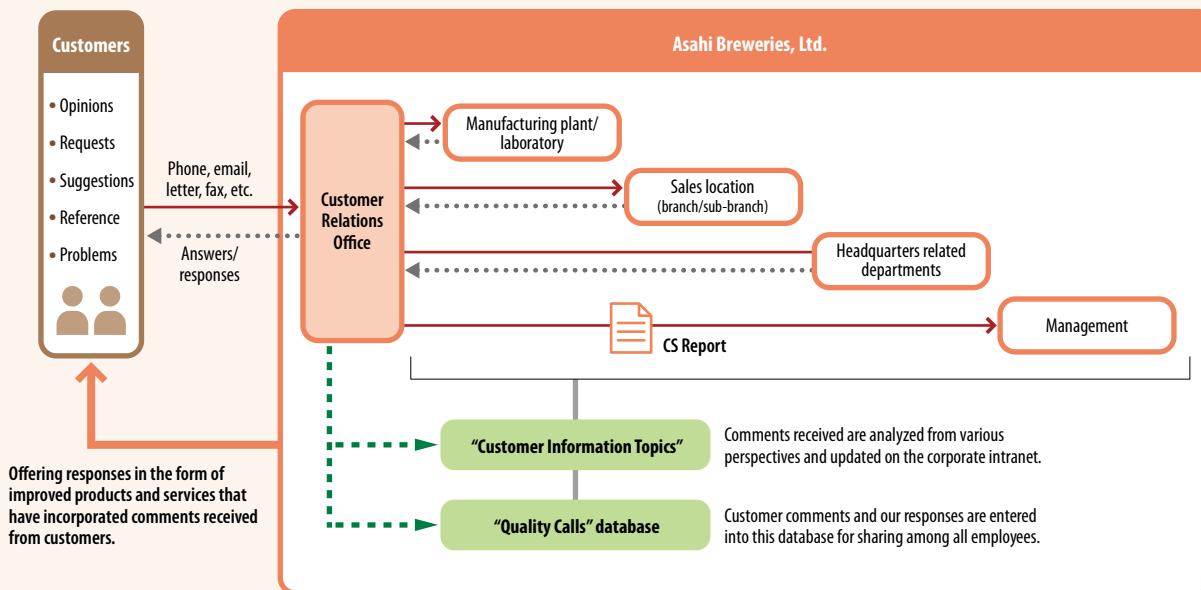 Customers
• Opinions
• Requests
• Suggestions
• Reference
• Problems
Phone, email,
letter, fax, etc.
Answers/
responses
Asahi Breweries, Ltd.
Customer
Relations
Office
Manufacturing plant/
laboratory
Sales location
(branch/sub-branch)
Headquarters related
departments
CS Report
Management
"Customer Information Topics"
Comments received are analyzed from various
perspectives and updated on the corporate intranet.
"Quality Calls" database
Customer comments and our responses are entered
into this database for sharing among all employees.
Offering responses in the form of
improved products and services that
have incorporated comments received
from customers.